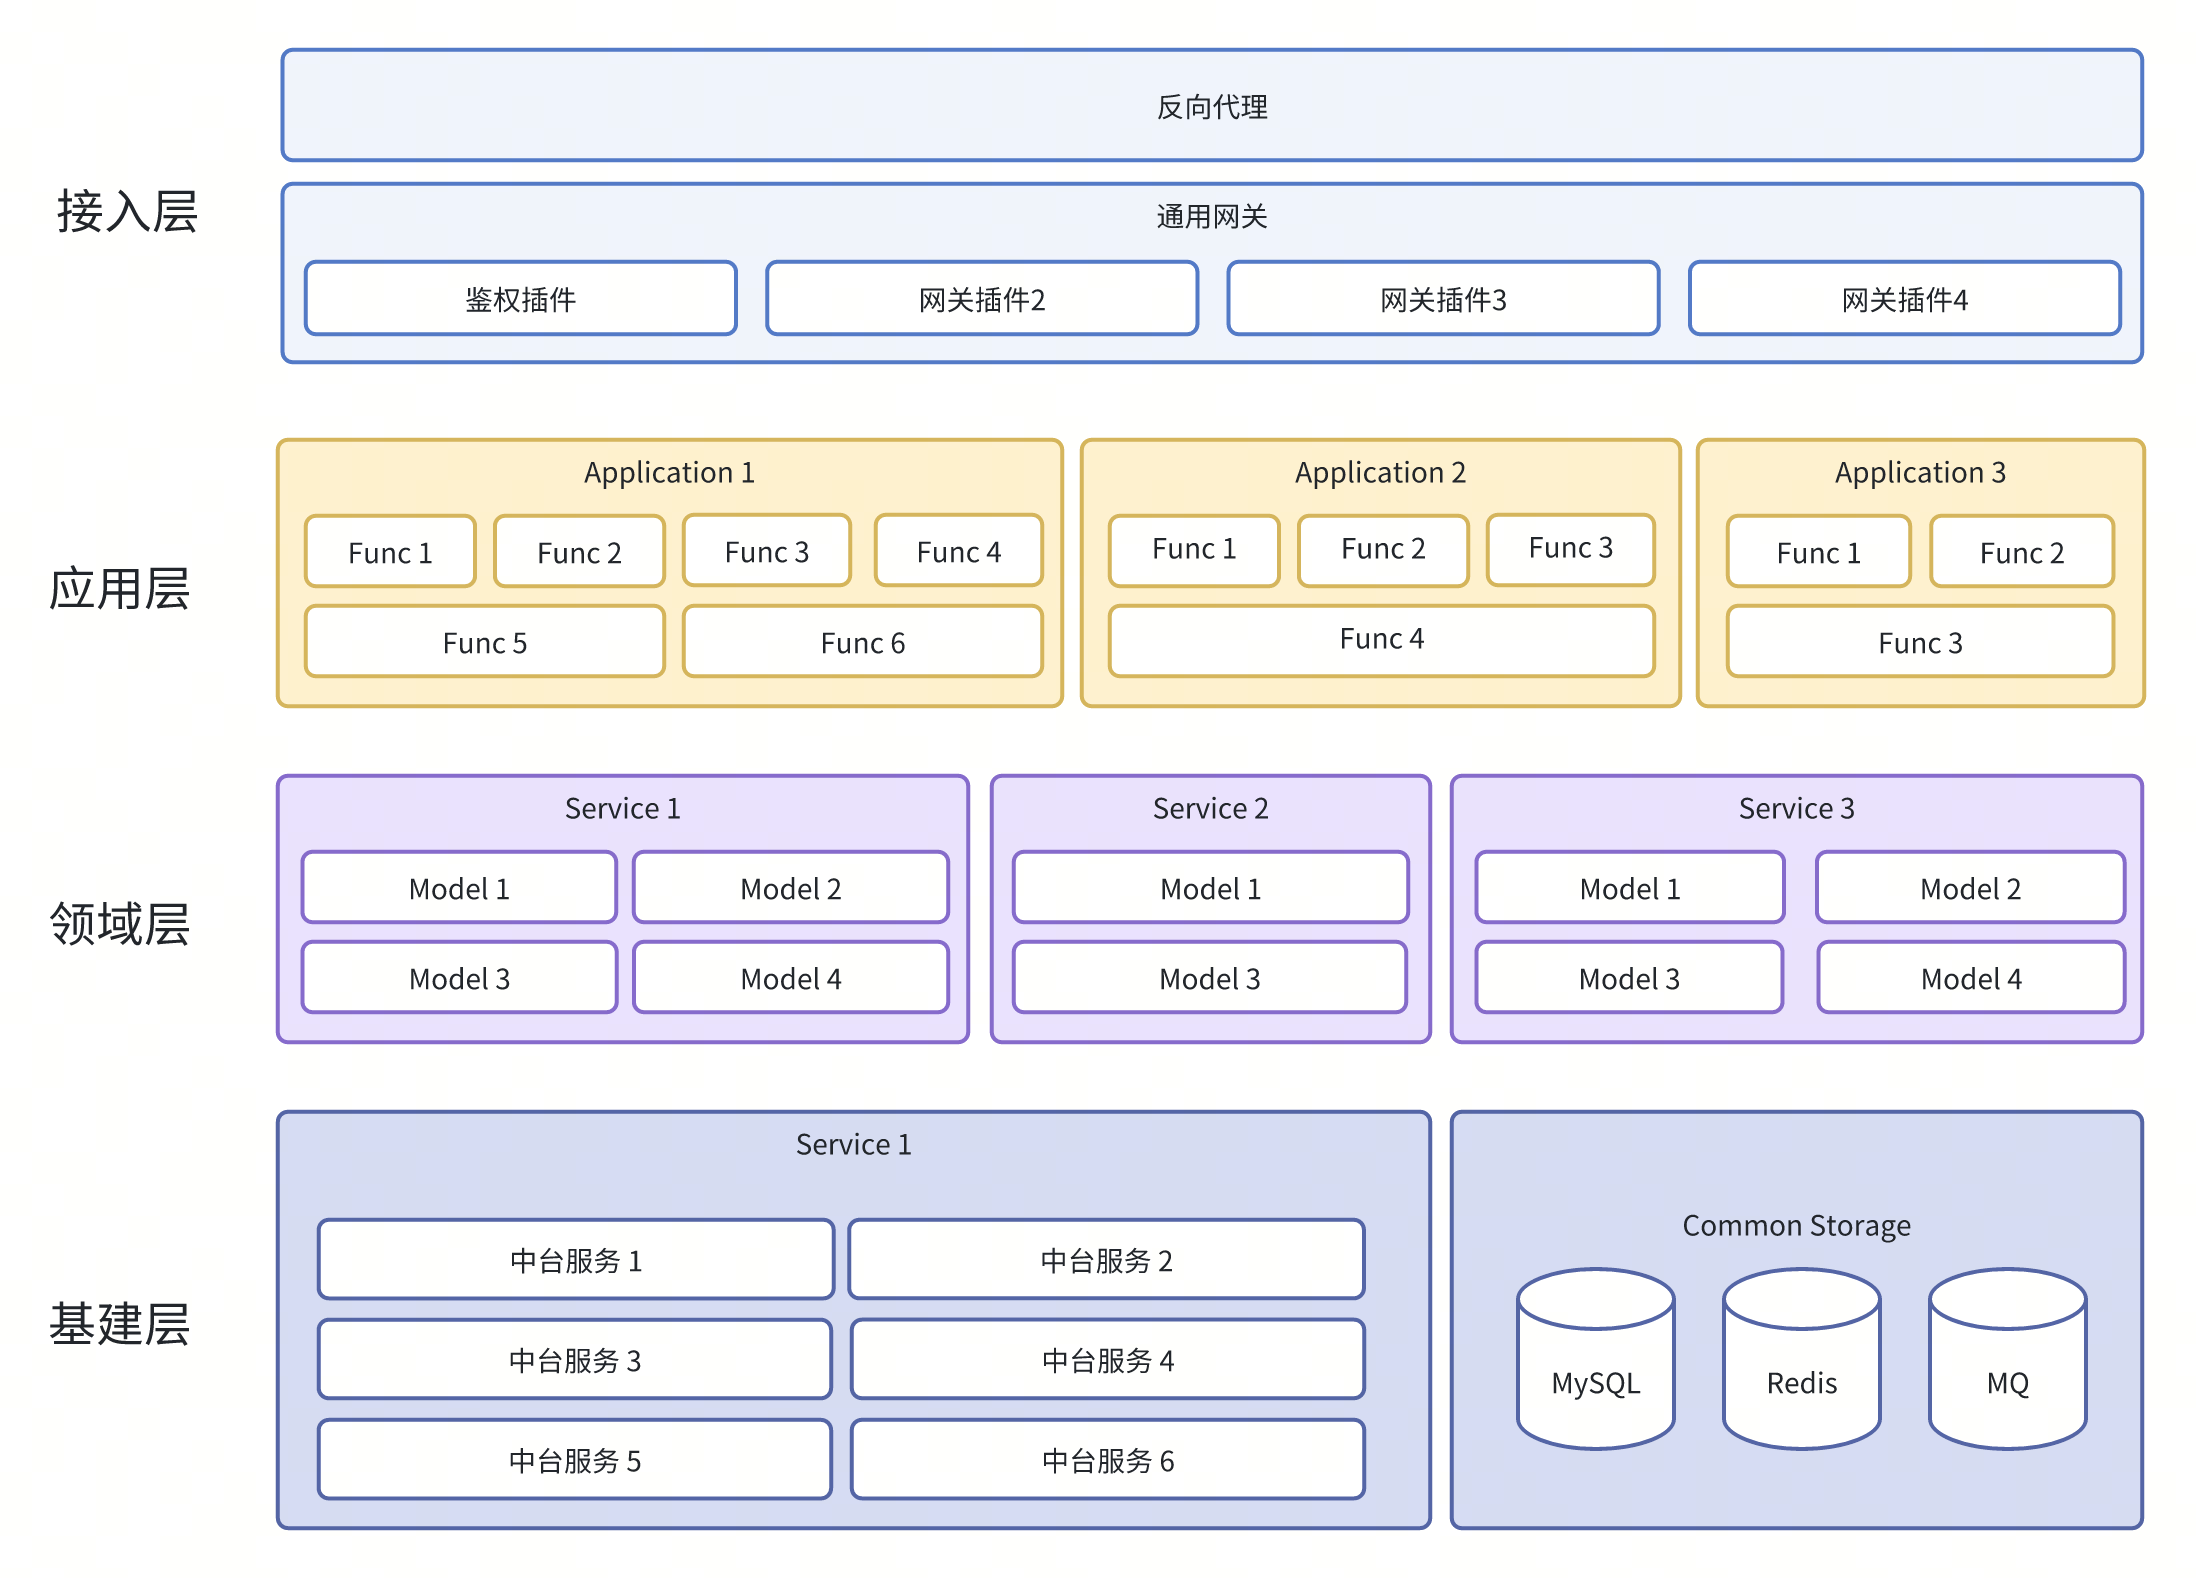 反向代理
接入层
通用网关
鉴权插件
网关插件2
网关插件3
网关插件4
应用层
Application 1
Func 1
Func 2
Func 3
Func 4
Func 5
Func 6
Application 2
Func 1
Func 2
Func 3
Func 4
Application 3
Func 1
Func 2
Func 3
领域层
Service 1
Model 1
Model 2
Model 3
Model 4
Service 2
Model 1
Model 3
Service 3
Model 1
Model 2
Model 3
Model 4
基建层
Service 1
中台服务 1
中台服务 2
中台服务 3
中台服务 4
中台服务 5
中台服务 6
Common Storage
MySQL
Redis
MQ